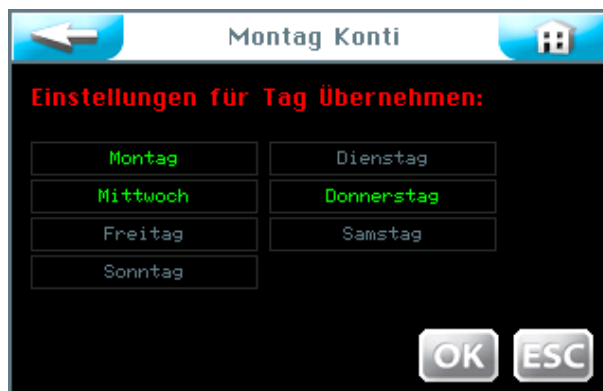 Montag Konti
Einstellungen für Tag Übernehmen:
Montag Dienstag
Mittwoch Donnerstag
Freitag Samstag
Sonntag
OK ESC